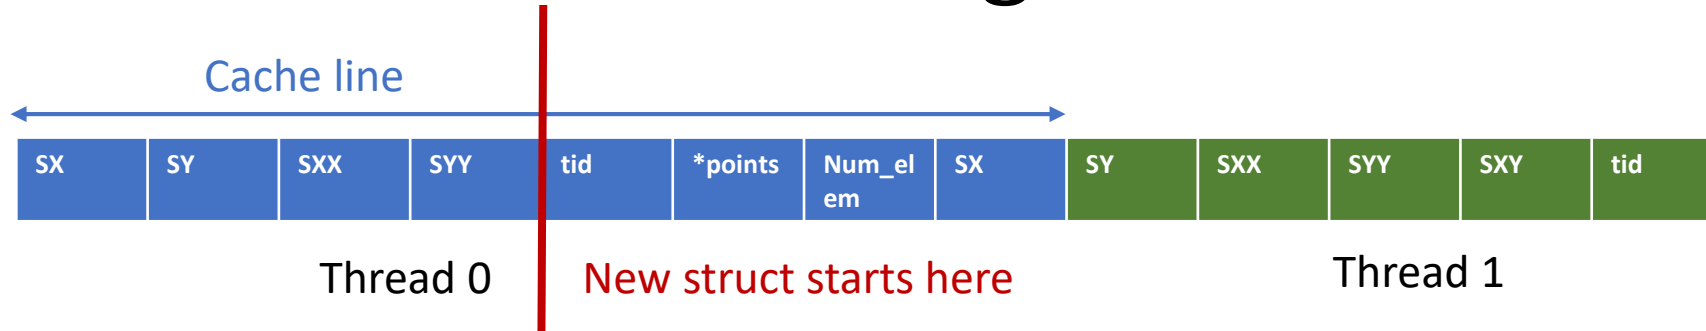 g
Cache line
SX SY SXX SYY tid *points Num_el SX SY SXX SYY SXY tid
em
Thread 0 New struct starts here Thread 1